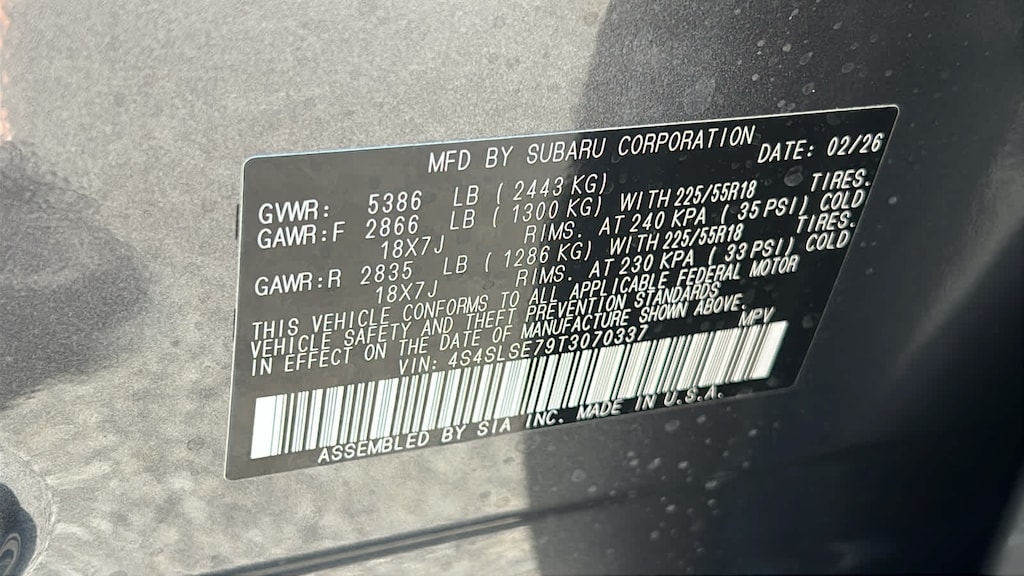 MFD BY SUBARU CORPORATION DATE: 02/26
GVWR: 5386 LB ( 2443 KG)
GAWR:F 2866 LB ( 1300 KG) WITH 225/55R18 TIRES.
18X7J RIMS. AT 240 KPA ( 35 PSI) COLD
GAWR:R 2835 LB ( 1286 KG) WITH 225/55R18 TIRES.
18X7J RIMS. AT 230 KPA ( 33 PSI) COLD
THIS VEHICLE CONFORMS TO ALL APPLICABLE FEDERAL MOTOR
VEHICLE SAFETY AND THEFT PREVENTION STANDARDS
IN EFFECT ON THE DATE OF MANUFACTURE SHOWN ABOVE.
VIN: 4S4SLSE79T3070337 MPV
ASSEMBLED BY SIA INC. MADE IN U.S.A.